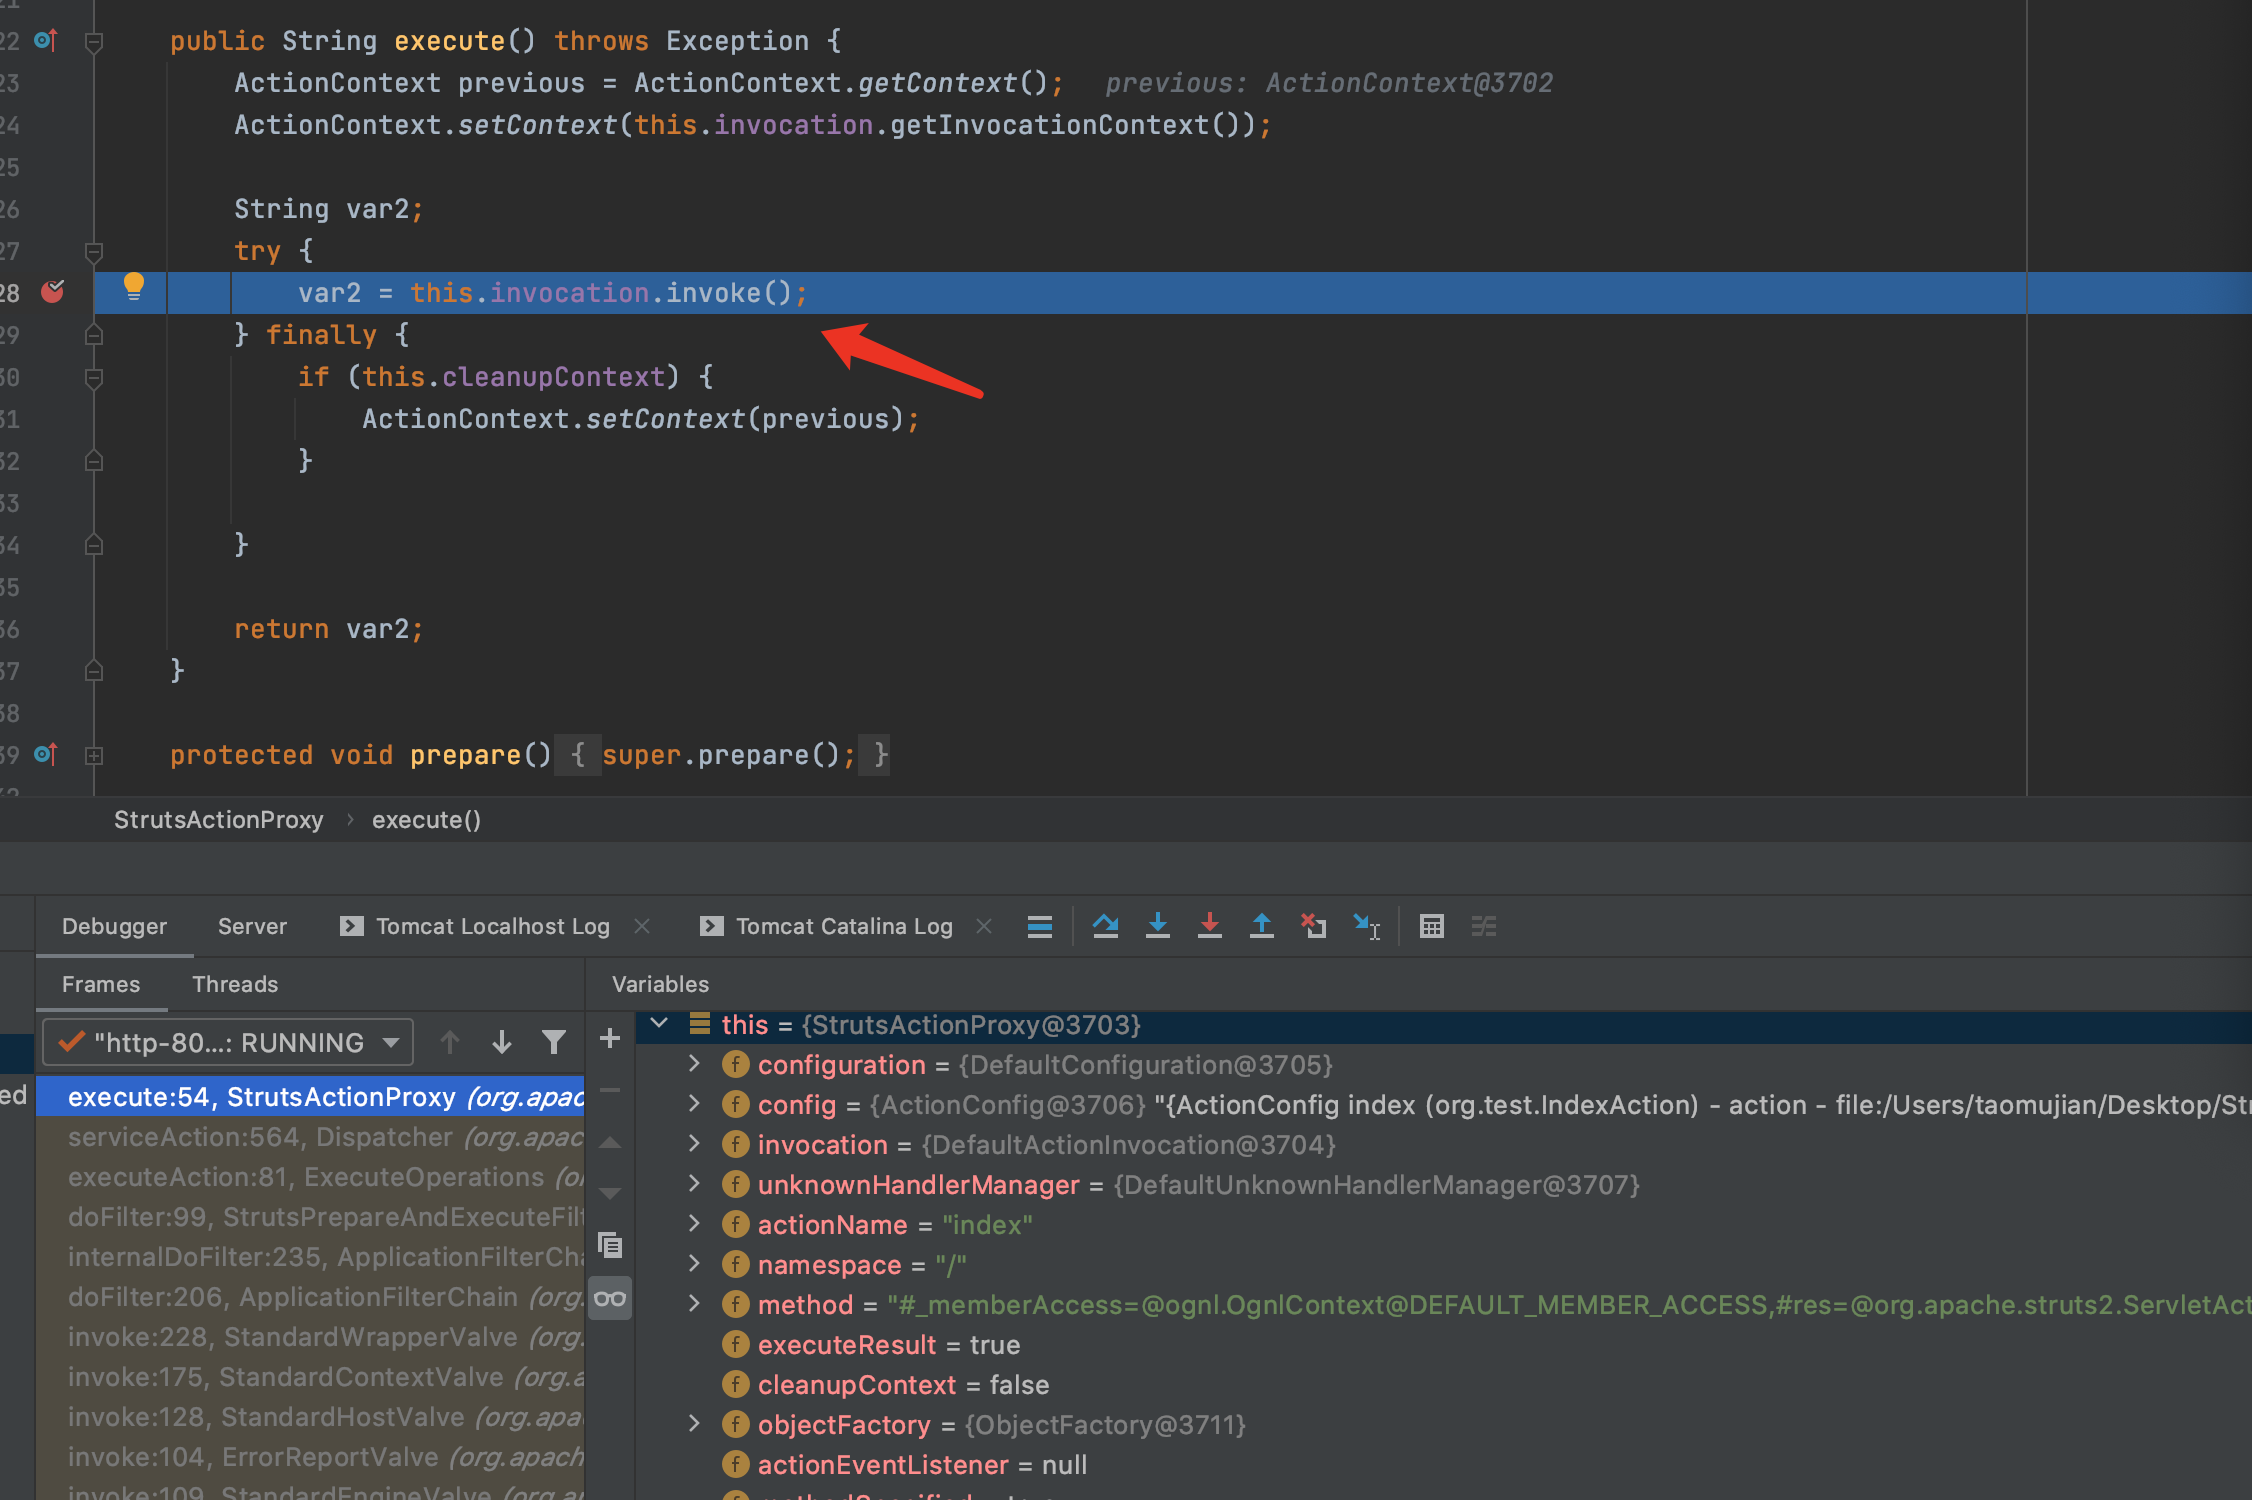 22 public String execute() throws Exception {
23 ActionContext previous = ActionContext.getContext(); previous: ActionContext@3702
24 ActionContext.setContext(this.invocation.getInvocationContext());
25
26 String var2;
27 try {
28 var2 = this.invocation.invoke();
29 } finally {
30 if (this.cleanupContext) {
31 ActionContext.setContext(previous);
32 }
33
34 }
35
36 return var2;
37 }
38
39 protected void prepare() { super.prepare(); }
StrutsActionProxy › execute()
Debugger Server Tomcat Localhost Log Tomcat Catalina Log
Frames Threads Variables
"http-80...: RUNNING
ed
execute:54, StrutsActionProxy (org.apac
serviceAction:564, Dispatcher (org.apac
executeAction:81, ExecuteOperations (o
doFilter:99, StrutsPrepareAndExecuteFil
internalDoFilter:235, ApplicationFilterCha
doFilter:206, ApplicationFilterChain (org.
invoke:228, StandardWrapperValve (org.
invoke:175, StandardContextValve (org.a
invoke:128, StandardHostValve (org.apa
invoke:104, ErrorReportValve (org.apach
invoke:109, StandardEngineValve (org.a
this = {StrutsActionProxy@3703}
configuration = {DefaultConfiguration@3705}
config = {ActionConfig@3706} "{ActionConfig index (org.test.IndexAction) - action - file:/Users/taomujian/Desktop/Str
invocation = {DefaultActionInvocation@3704}
unknownHandlerManager = {DefaultUnknownHandlerManager@3707}
actionName = "index"
namespace = "/"
method = "#_memberAccess=@ognl.OgnlContext@DEFAULT_MEMBER_ACCESS,#res=@org.apache.struts2.ServletAct
executeResult = true
cleanupContext = false
objectFactory = {ObjectFactory@3711}
actionEventListener = null